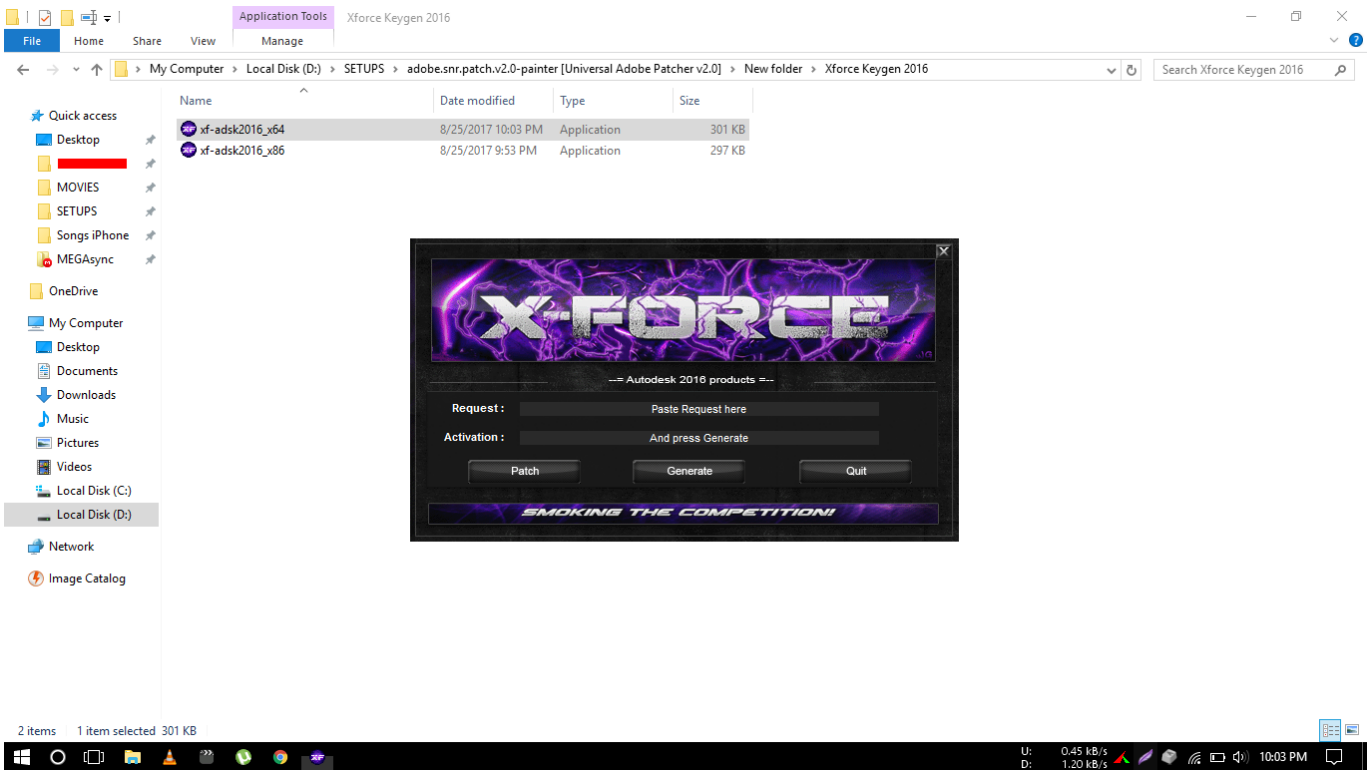 Application Tools
Xforce Keygen 2016
File
Home
Share
View
Manage
?
My Computer > Local Disk (D:) > SETUPS > adobe.snr.patch.v2.0-painter [Universal Adobe Patcher v2.0] > New folder > Xforce Keygen 2016
Search Xforce Keygen 2016
Name
Date modified
Type
Size
xf-adsk2016_x64
8/25/2017 10:03 PM
Application
301 KB
xf-adsk2016_x86
8/25/2017 9:53 PM
Application
297 KB
Quick access
Desktop
MOVIES
SETUPS
Songs iPhone
MEGAsync
OneDrive
My Computer
Desktop
Documents
Downloads
Music
Pictures
Videos
Local Disk (C:)
Local Disk (D:)
Network
Image Catalog
X-FORCE
--= Autodesk 2016 products =--
Request :
Paste Request here
Activation :
And press Generate
Patch
Generate
Quit
SMOKING THE COMPETITION!
2 items
1 item selected 301 KB
XF
U: 0.45 kB/s
D: 1.20 kB/s
10:03 PM